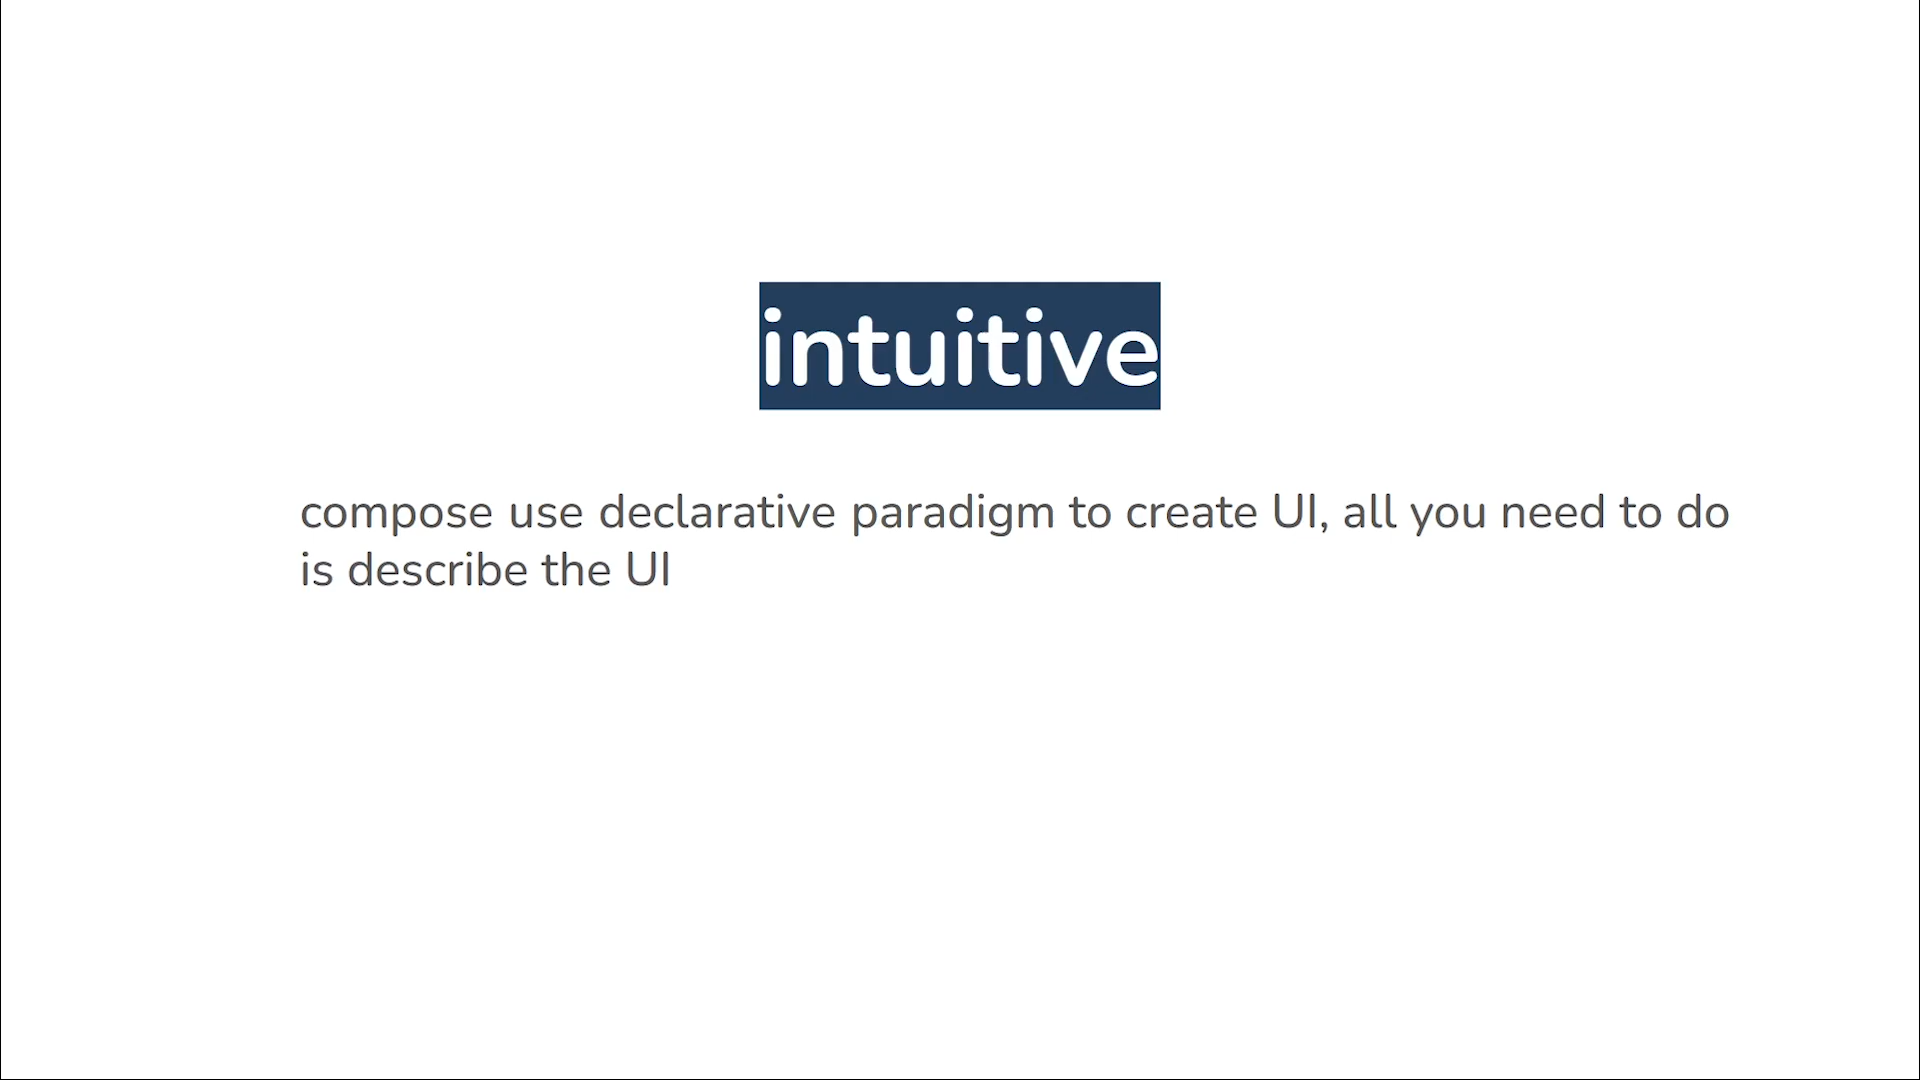 intuitive
compose use declarative paradigm to create UI, all you need to do
is describe the UI